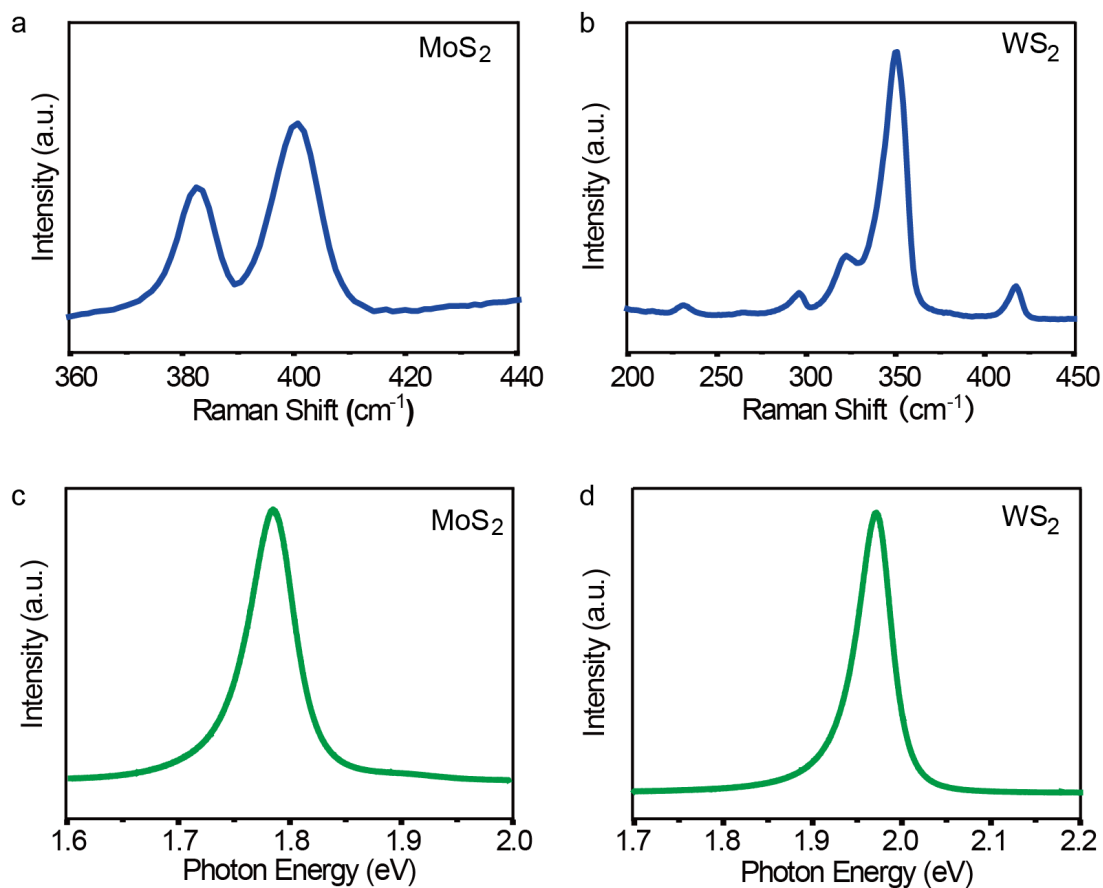 a
MoS₂
Intensity (a.u.)
360 380 400 420 440
Raman Shift (cm⁻¹)
b
WS₂
Intensity (a.u.)
200 250 300 350 400 450
Raman Shift （cm⁻¹)
c
MoS₂
Intensity (a.u.)
1.6 1.7 1.8 1.9 2.0
Photon Energy (eV)
d
WS₂
Intensity (a.u.)
1.7 1.8 1.9 2.0 2.1 2.2
Photon Energy (eV)